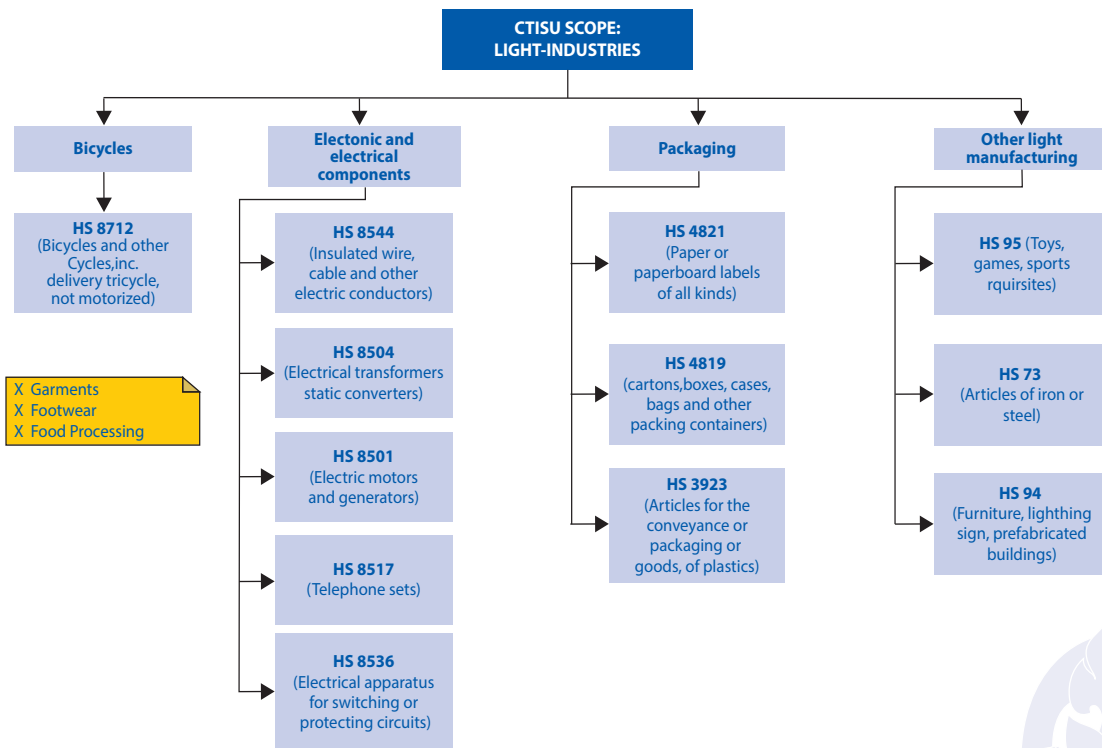 CTISU SCOPE:
LIGHT-INDUSTRIES
Bicycles
HS 8712
(Bicycles and other
Cycles,inc.
delivery tricycle,
not motorized)
X Garments
X Footwear
X Food Processing
Electonic and
electrical
components
HS 8544
(Insulated wire,
cable and other
electric conductors)
HS 8504
(Electrical transformers
static converters)
HS 8501
(Electric motors
and generators)
HS 8517
(Telephone sets)
HS 8536
(Electrical apparatus
for switching or
protecting circuits)
Packaging
HS 4821
(Paper or
paperboard labels
of all kinds)
HS 4819
(cartons,boxes, cases,
bags and other
packing containers)
HS 3923
(Articles for the
conveyance or
packaging or
goods, of plastics)
Other light
manufacturing
HS 95 (Toys,
games, sports
rquirsites)
HS 73
(Articles of iron or
steel)
HS 94
(Furniture, lighthing
sign, prefabricated
buildings)